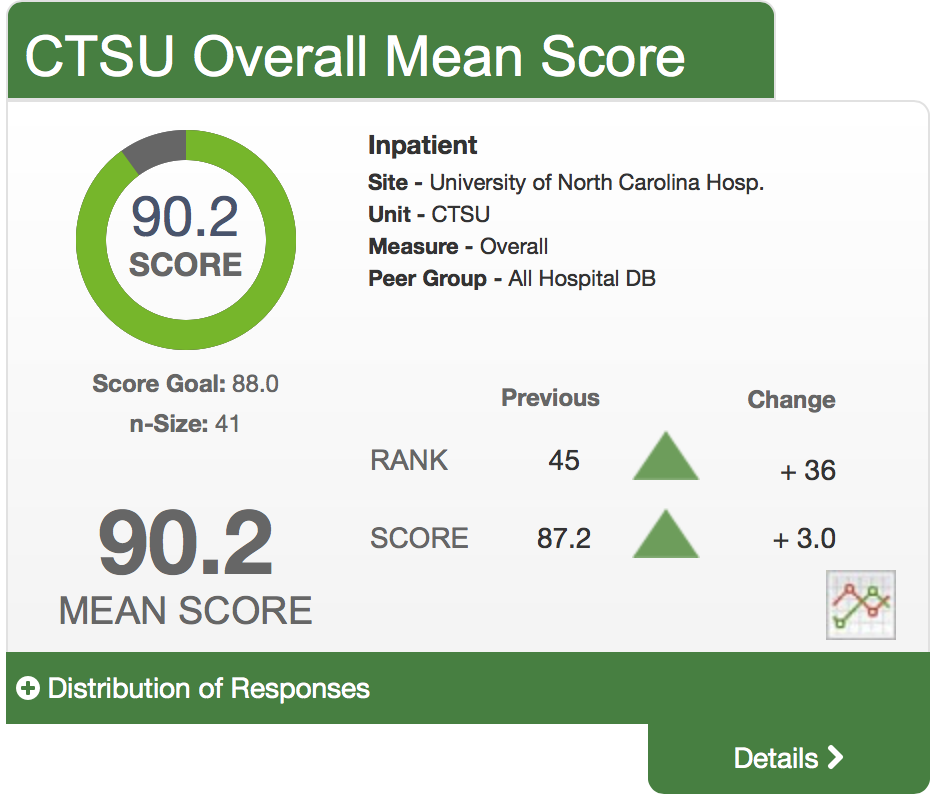 CTSU Overall Mean Score
90.2
SCORE
Score Goal: 88.0
n-Size: 41
90.2
MEAN SCORE
Inpatient
Site - University of North Carolina Hosp.
Unit - CTSU
Measure - Overall
Peer Group - All Hospital DB
Previous Change
RANK 45 + 36
SCORE 87.2 + 3.0
Distribution of Responses
Details